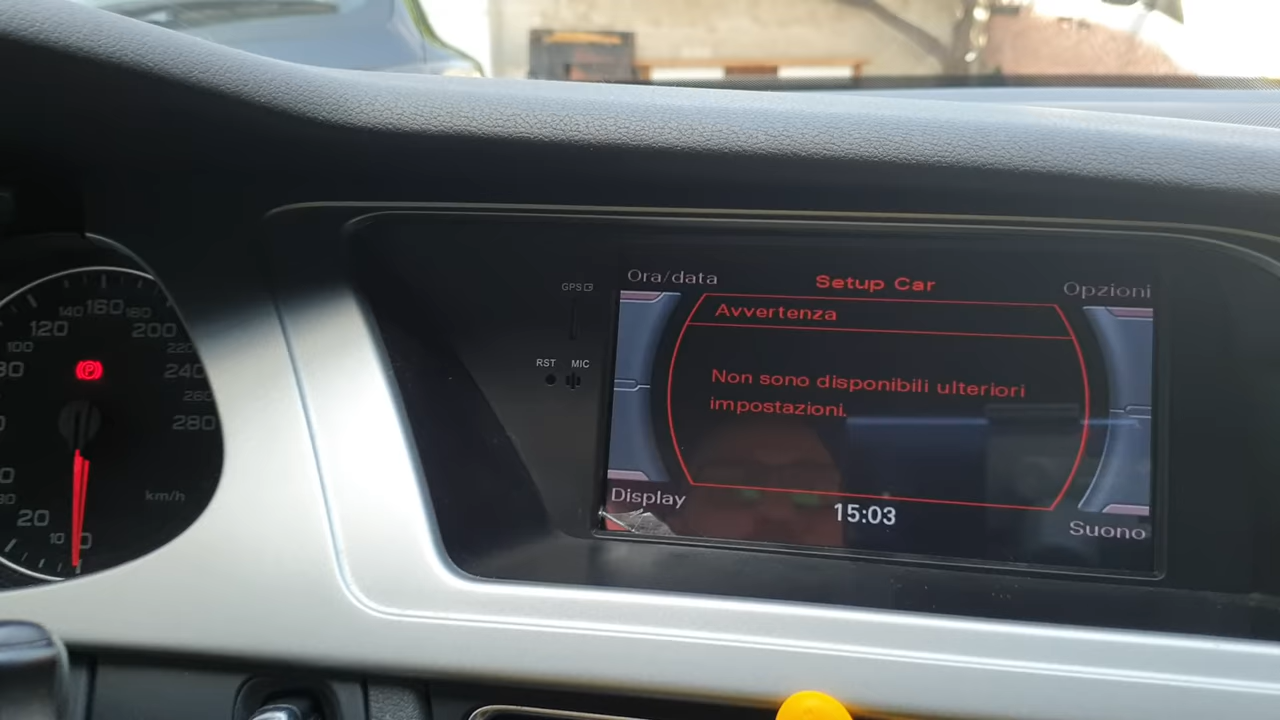 Ora/data
Setup Car
Opzioni
GPS
Avvertenza
RST
MIC
Non sono disponibili ulteriori
impostazioni.
Display
15:03
Suono
140
160
180
120
200
100
220
240
260
280
km/h
20
10
P